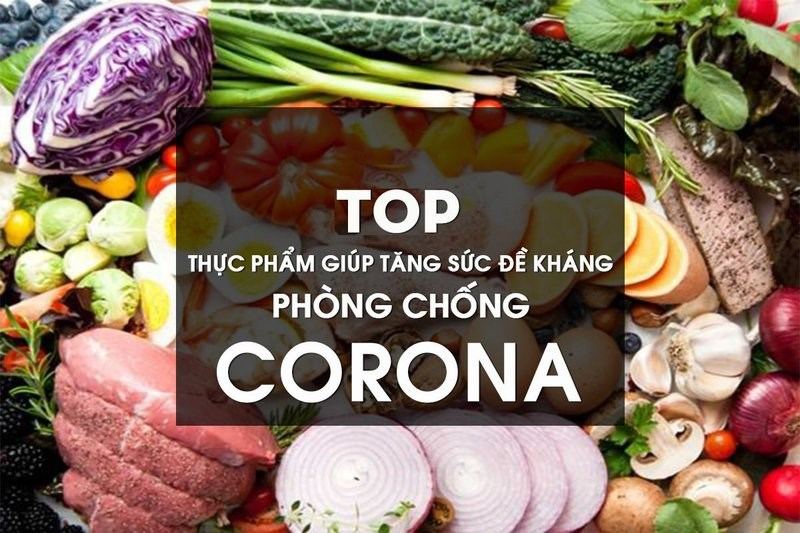 TOP
THỰC PHẨM GIÚP TĂNG SỨC ĐỀ KHÁNG
PHÒNG CHỐNG
CORONA